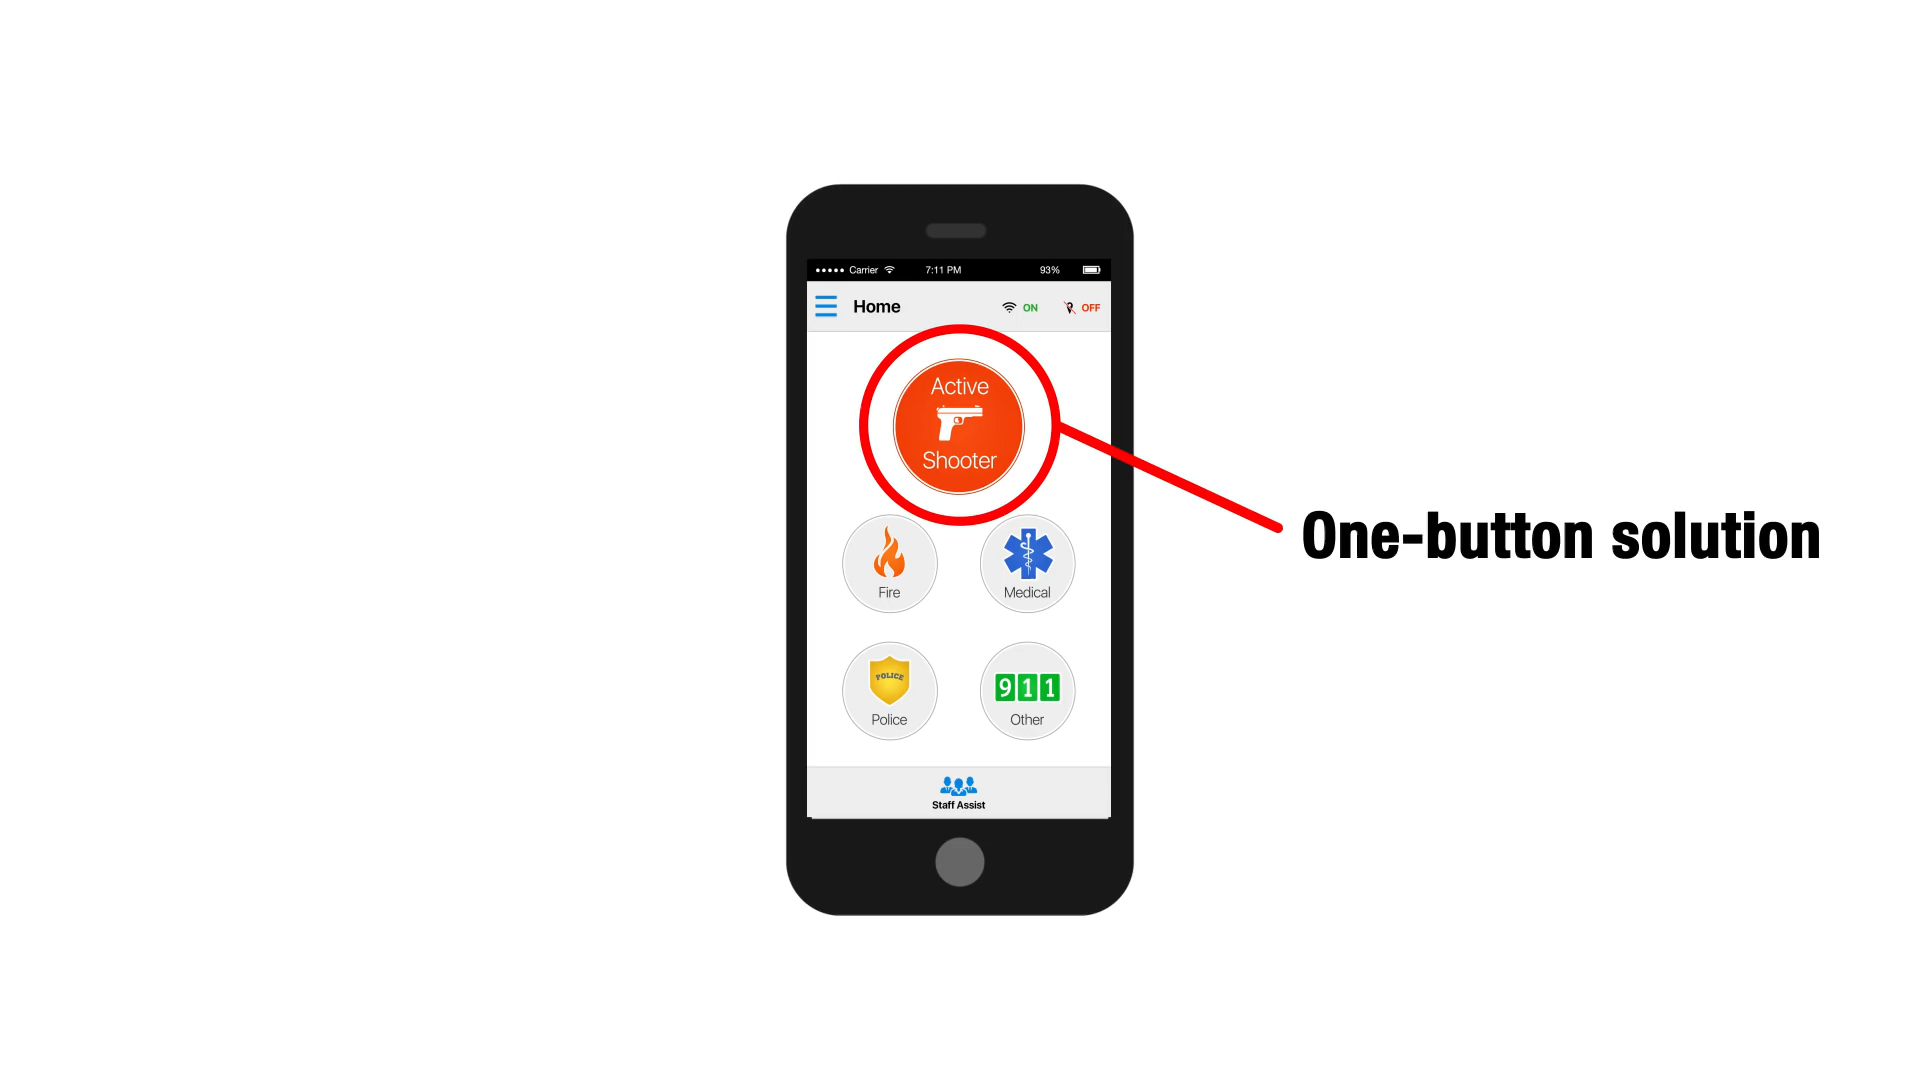 Carrier 7:11 PM 93%
Home ON OFF
Active
Shooter
One-button solution
Fire Medical
POLICE
911
Police Other
Staff Assist